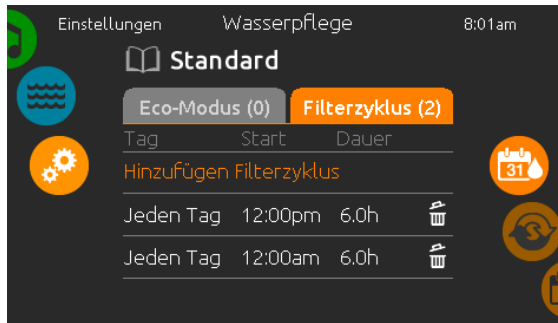 Einstellungen Wasserpflege 8:01am
Standard
Eco-Modus (0) Filterzyklus (2)
Tag Start Dauer
Hinzufügen Filterzyklus
31
Jeden Tag 12:00pm 6.0h
Jeden Tag 12:00am 6.0h